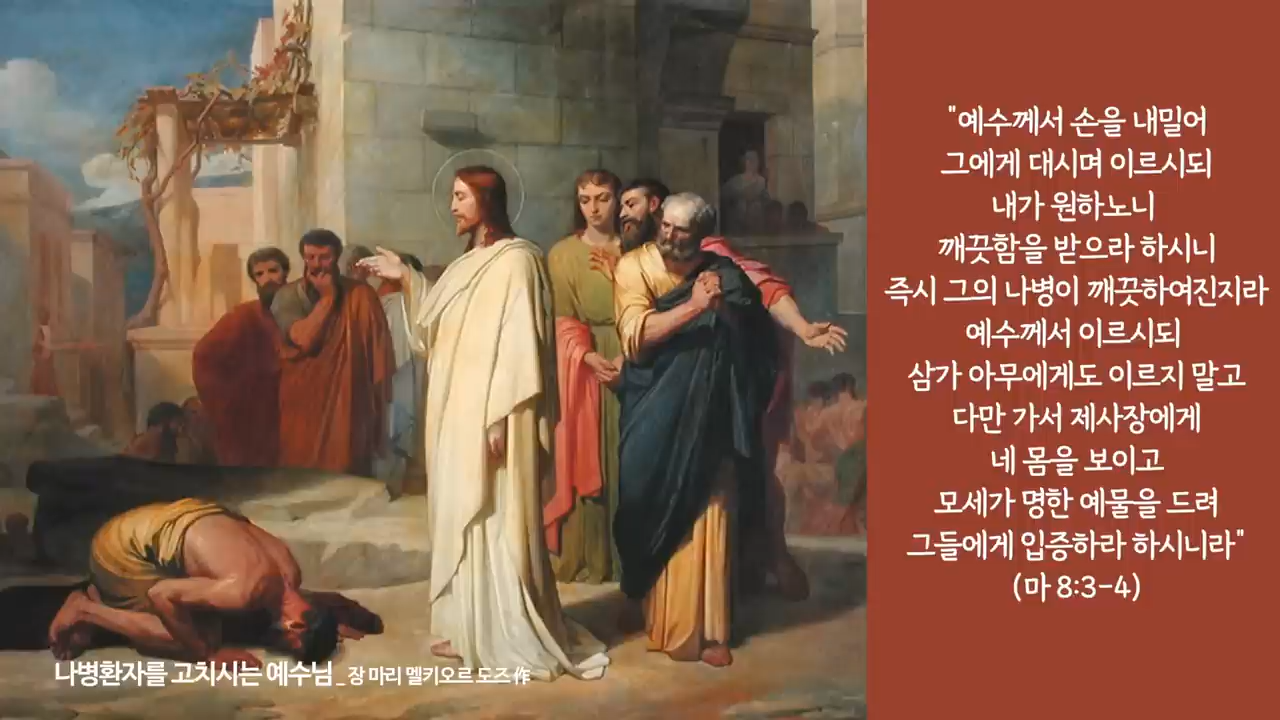 "예수께서 손을 내밀어
그에게 대시며 이르시되
내가 원하노니
깨끗함을 받으라 하시니
즉시 그의 나병이 깨끗하여진지라
예수께서 이르시되
삼가 아무에게도 이르지 말고
다만 가서 제사장에게
네 몸을 보이고
모세가 명한 예물을 드려
그들에게 입증하라 하시니라"
(마 8:3-4)
나병환자를 고치시는 예수님_장 마리 멜키오르 도즈 作